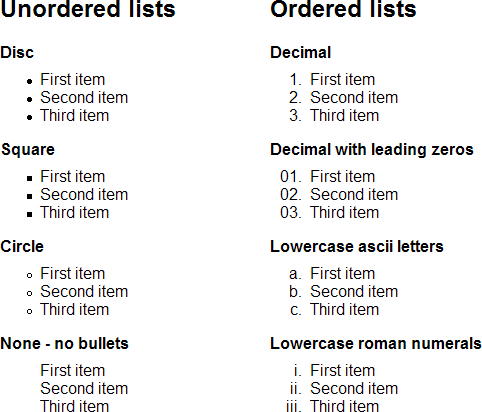 Unordered lists
Disc
• First item
• Second item
• Third item
Square
▪ First item
▪ Second item
▪ Third item
Circle
◦ First item
◦ Second item
◦ Third item
None - no bullets
First item
Second item
Third item
Ordered lists
Decimal
1. First item
2. Second item
3. Third item
Decimal with leading zeros
01. First item
02. Second item
03. Third item
Lowercase ascii letters
a. First item
b. Second item
c. Third item
Lowercase roman numerals
i. First item
ii. Second item
iii. Third item